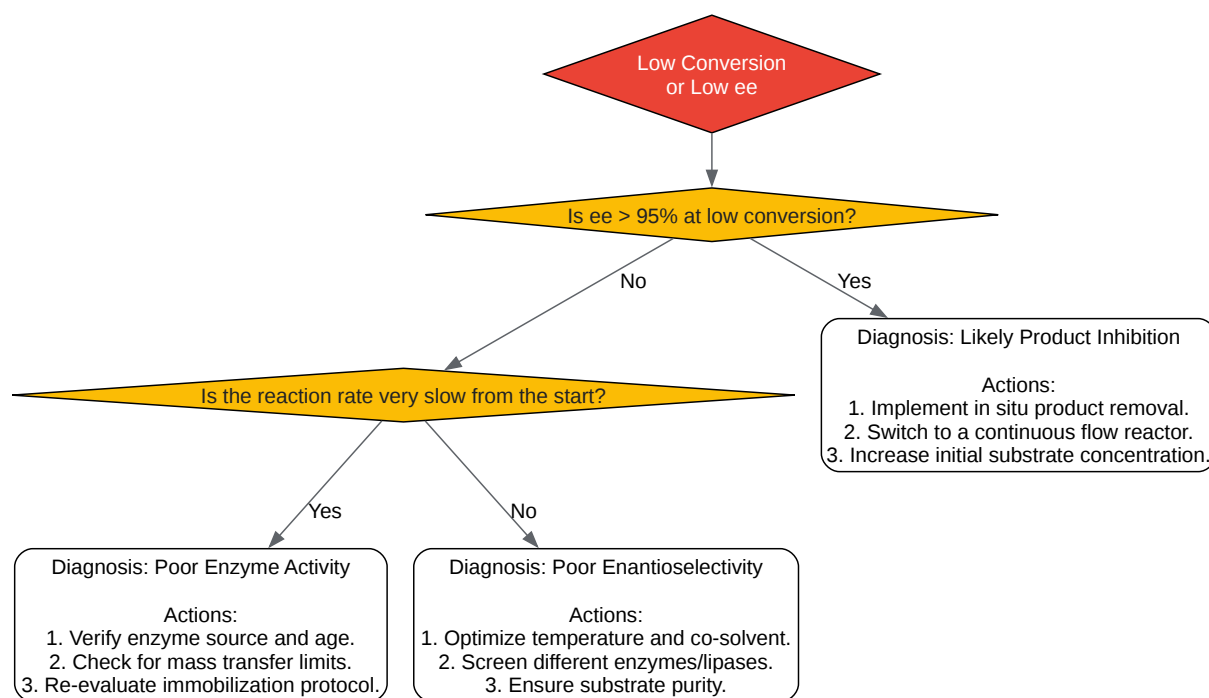 Low Conversion
or Low ee
Is ee > 95% at low conversion?
No
Yes
Diagnosis: Likely Product Inhibition
Actions:
1. Implement in situ product removal.
2. Switch to a continuous flow reactor.
3. Increase initial substrate concentration.
Is the reaction rate very slow from the start?
Yes
No
Diagnosis: Poor Enzyme Activity
Actions:
1. Verify enzyme source and age.
2. Check for mass transfer limits.
3. Re-evaluate immobilization protocol.
Diagnosis: Poor Enantioselectivity
Actions:
1. Optimize temperature and co-solvent.
2. Screen different enzymes/lipases.
3. Ensure substrate purity.